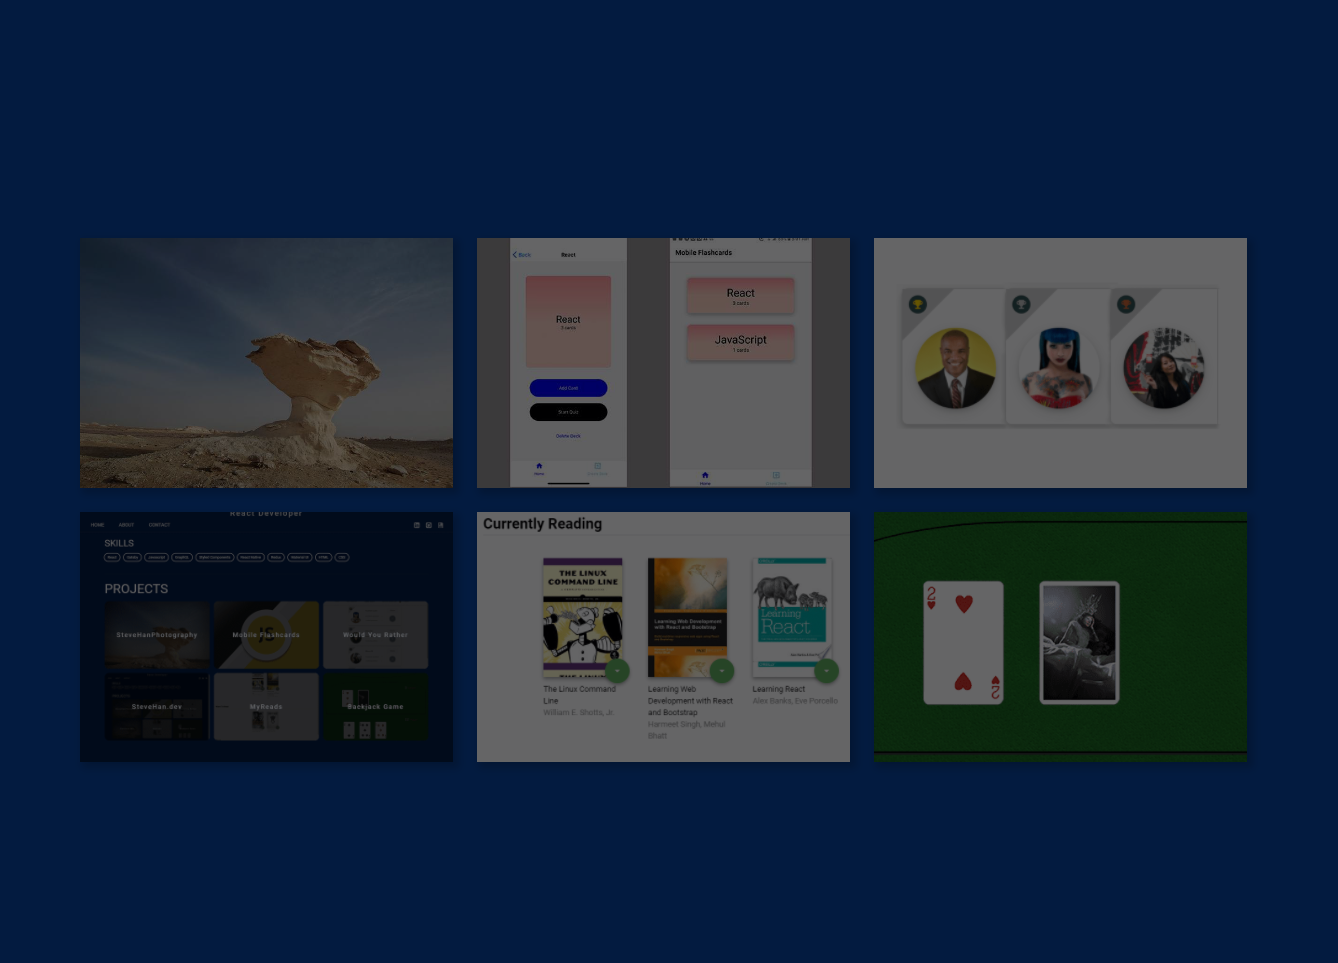 Back
React
React
3 cards
Add Card
Start Quiz
Delete Deck
Home
Mobile Flashcards
React
3 cards
JavaScript
1 cards
Home
React Developer
HOME
ABOUT
CONTACT
SKILLS
PROJECTS
SteveHanPhotography
Mobile Flashcards
Would You Rather
SteveHan.dev
MyReads
Backjack Game
Currently Reading
THE LINUX
COMMAND LINE
Learning Web Development
with React and Bootstrap
Learning
React
The Linux Command
Line
William E. Shotts, Jr.
Learning Web
Development with React
and Bootstrap
Harmeet Singh, Mehul
Bhatt
Learning React
Alex Banks, Eve Porcello
2
2